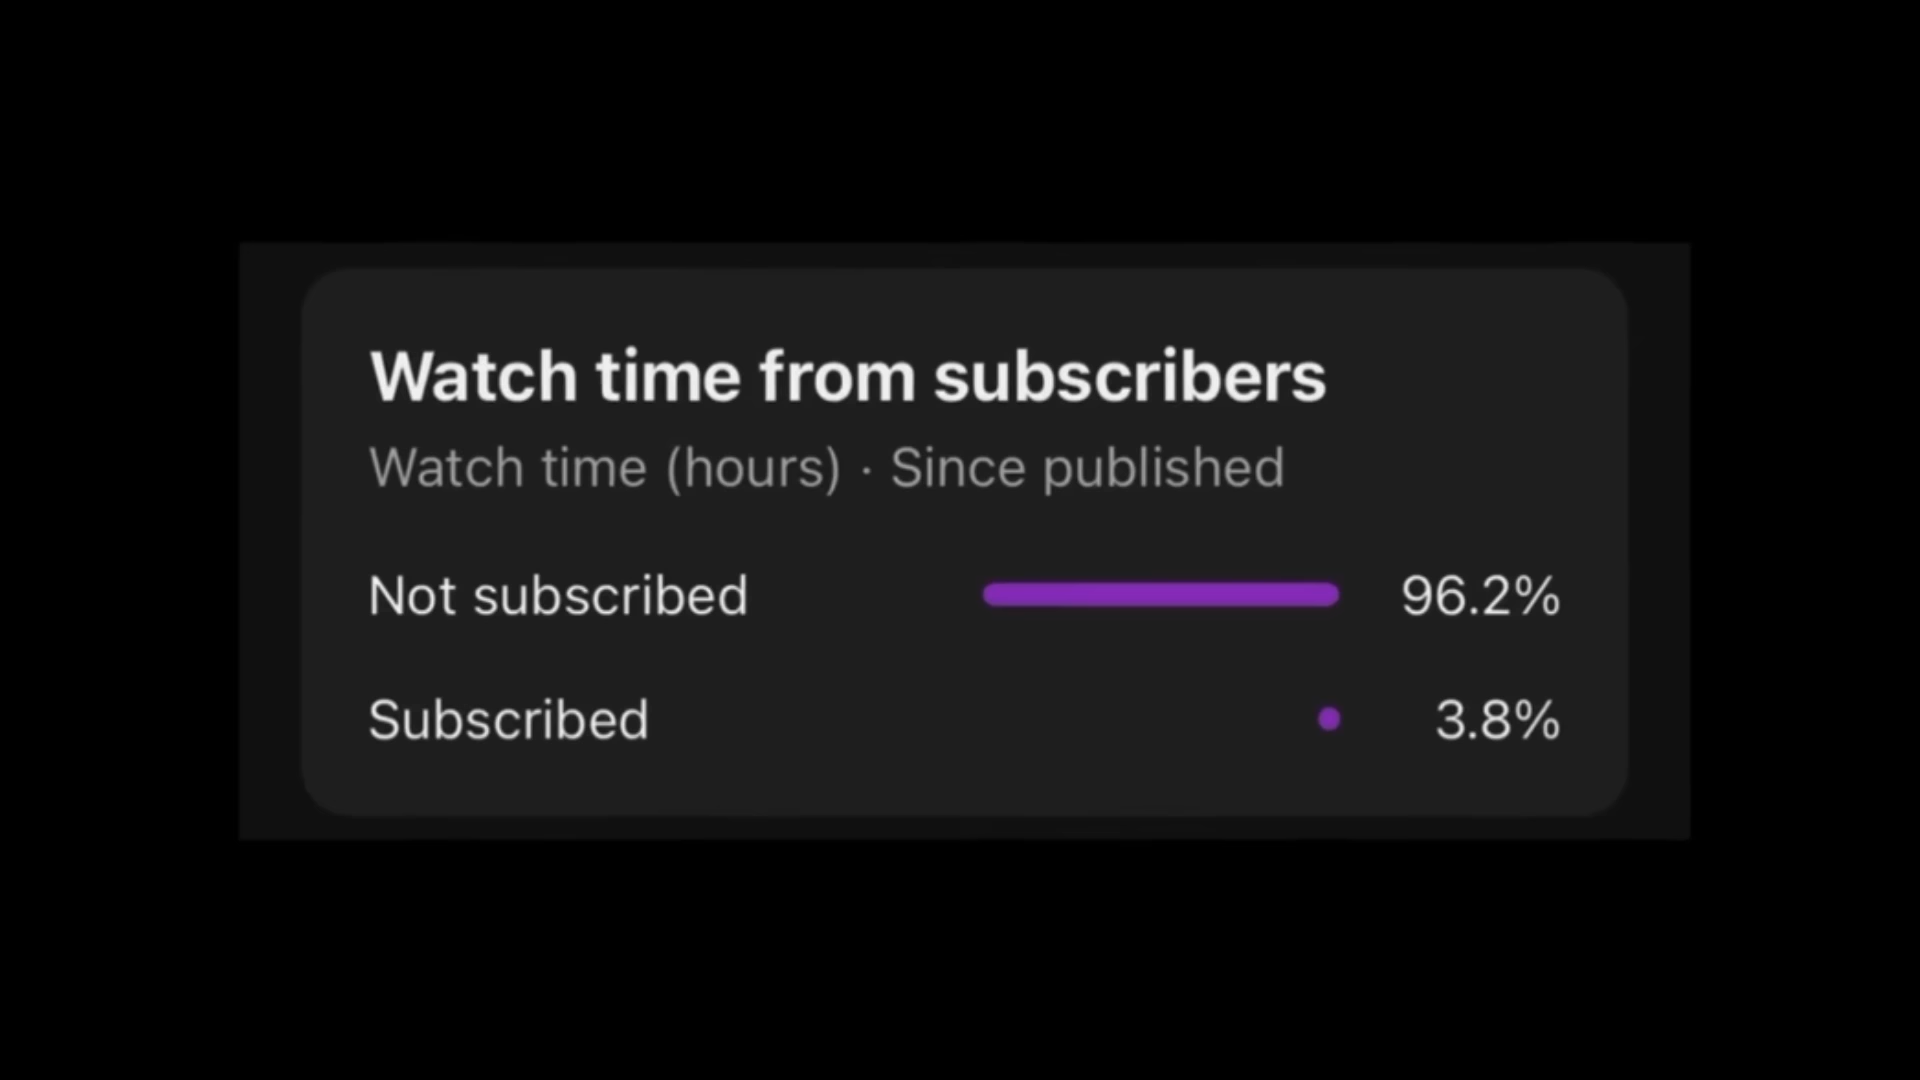 Watch time from subscribers
Watch time (hours) · Since published
Not subscribed 96.2%
Subscribed 3.8%